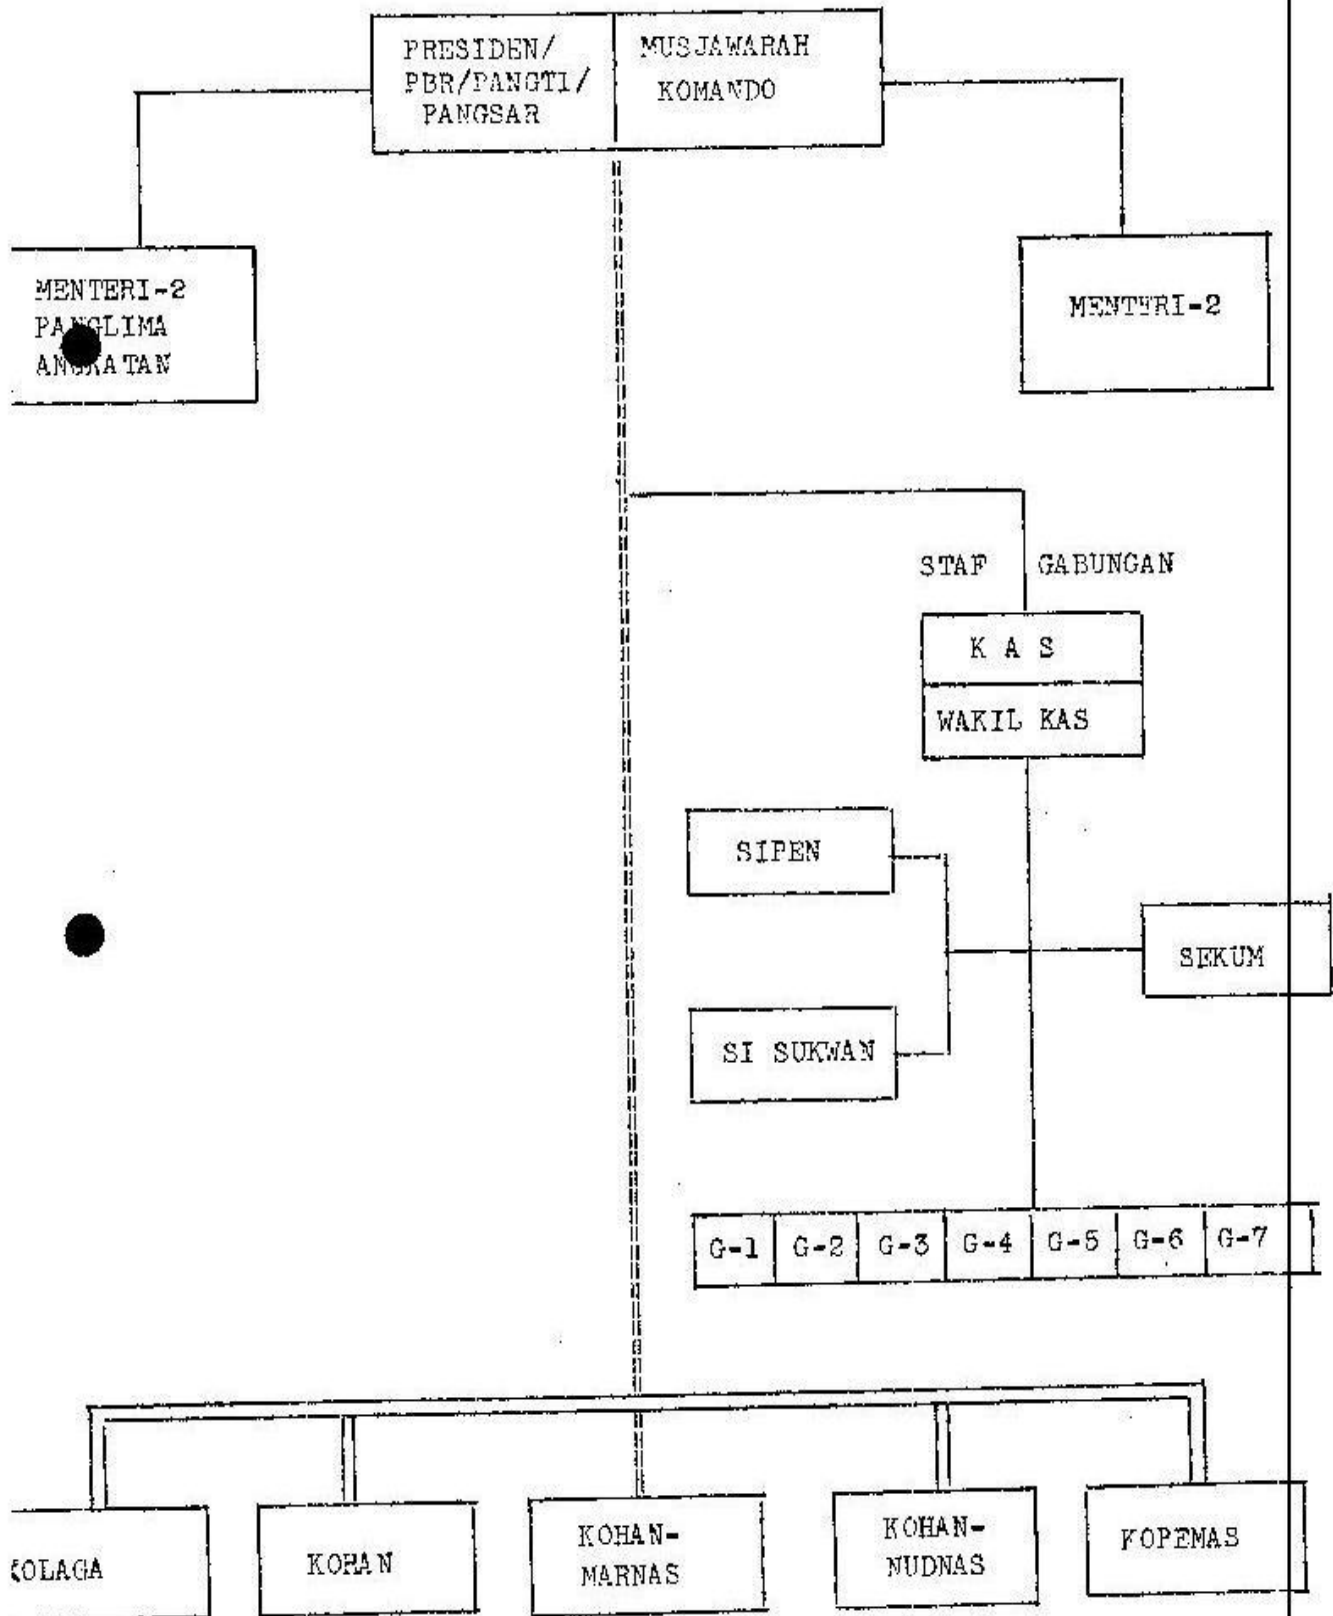 PRESIDEN/
PBR/PANGTI/
PANGSAR
MUSJAWARAH
KOMANDO
MENTERI-2
PANGLIMA
ANGKATAN
MENTERI-2
STAF GABUNGAN
K A S
WAKIL KAS
SIPEN
SEKUM
SI SUKWAN
G-1 G-2 G-3 G-4 G-5 G-6 G-7
KOLAGA
KOHAN
KOHAN-
MARNAS
KOHAN-
NUDNAS
KOPEMAS